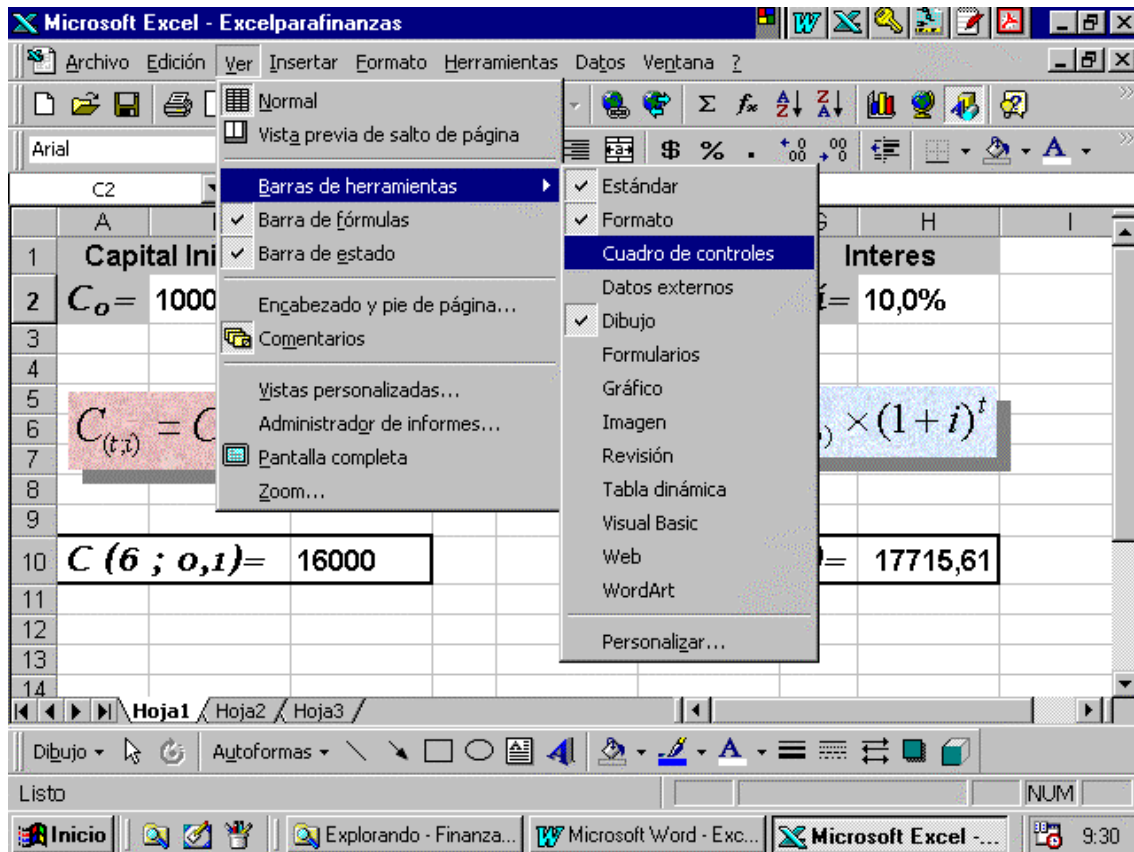 Microsoft Excel - Excelparafinanzas
Archivo Edición Ver Insertar Formato Herramientas Datos Ventana ?
Arial
$ %
C2
Normal
Vista previa de salto de página
Barras de herramientas
Barra de fórmulas
Barra de estado
Encabezado y pie de página...
Comentarios
Vistas personalizadas...
Administrador de informes...
Pantalla completa
Zoom...
Estándar
Formato
Cuadro de controles
Datos externos
Dibujo
Formularios
Gráfico
Imagen
Revisión
Tabla dinámica
Visual Basic
Web
WordArt
Personalizar...
A H I
1 Capital Ini Interes
2 Co= 1000 i= 10,0%
3
4
5
6 C(t;i) = C ×(1+i)^t
7
8
9
10 C (6 ; 0,1)= 16000 )= 17715,61
11
12
13
14
Hoja1 Hoja2 Hoja3
Dibujo Autoformas
Listo NUM
Inicio Explorando - Finanza... Microsoft Word - Exc... Microsoft Excel -... 9:30